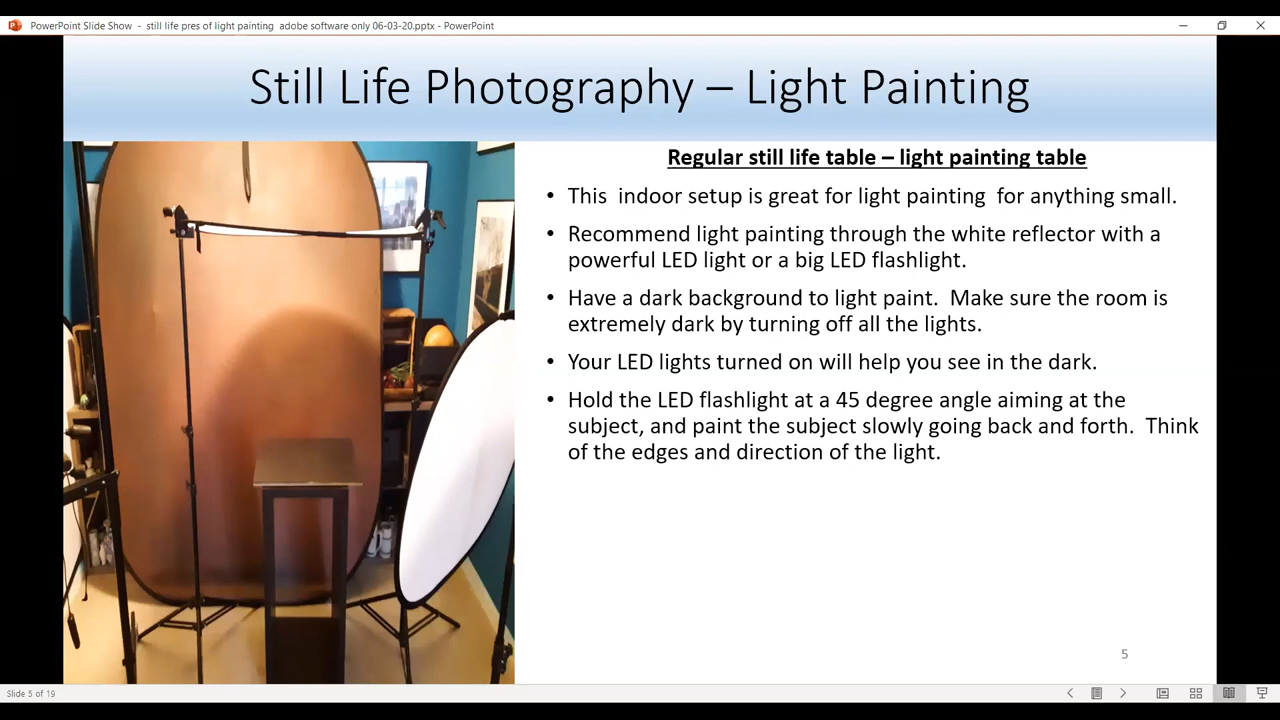 PowerPoint Slide Show - still life pres of light painting adobe software only 06-03-20.pptx - PowerPoint
Still Life Photography – Light Painting
Regular still life table – light painting table
• This indoor setup is great for light painting for anything small.
• Recommend light painting through the white reflector with a
powerful LED light or a big LED flashlight.
• Have a dark background to light paint. Make sure the room is
extremely dark by turning off all the lights.
• Your LED lights turned on will help you see in the dark.
• Hold the LED flashlight at a 45 degree angle aiming at the
subject, and paint the subject slowly going back and forth. Think
of the edges and direction of the light.
5
Slide 5 of 19